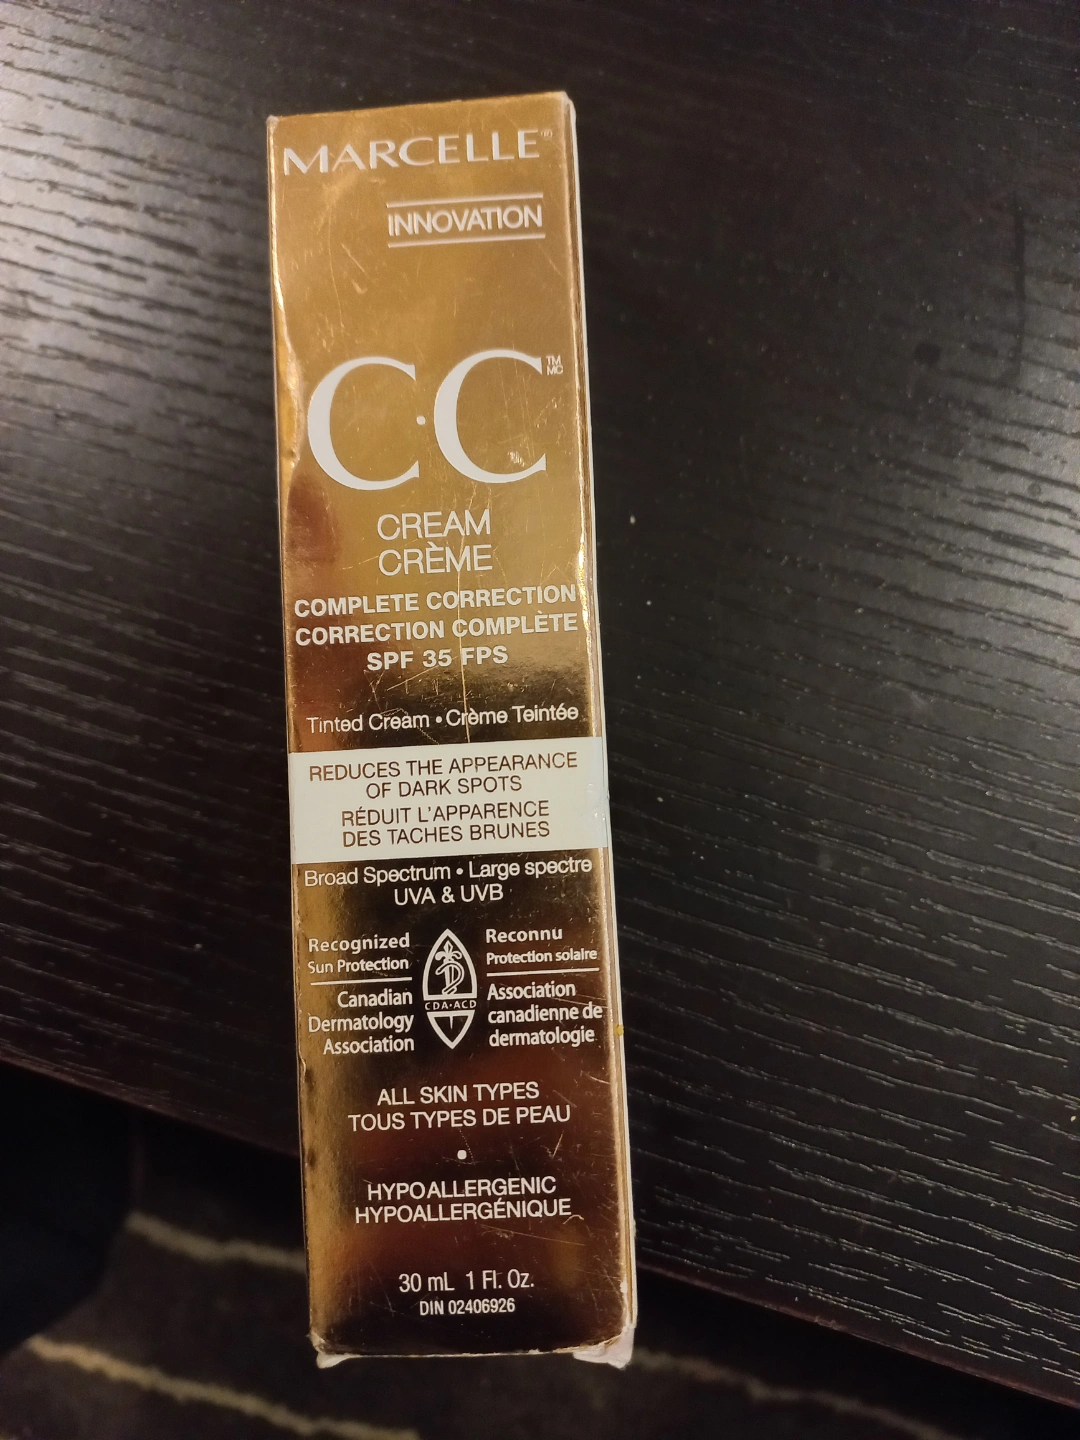 MARCELLE®
INNOVATION
C·C™ MC
CREAM
CRÈME
COMPLETE CORRECTION
CORRECTION COMPLÈTE
SPF 35 FPS
Tinted Cream • Crème Teintée
REDUCES THE APPEARANCE
OF DARK SPOTS
RÉDUIT L'APPARENCE
DES TACHES BRUNES
Broad Spectrum • Large spectre
UVA & UVB
Recognized
Sun Protection
Canadian
Dermatology
Association
CDA•ACD
Reconnu
Protection solaire
Association
canadienne de
dermatologie
ALL SKIN TYPES
TOUS TYPES DE PEAU
•
HYPOALLERGENIC
HYPOALLERGÉNIQUE
30 mL 1 Fl. Oz.
DIN 02406926